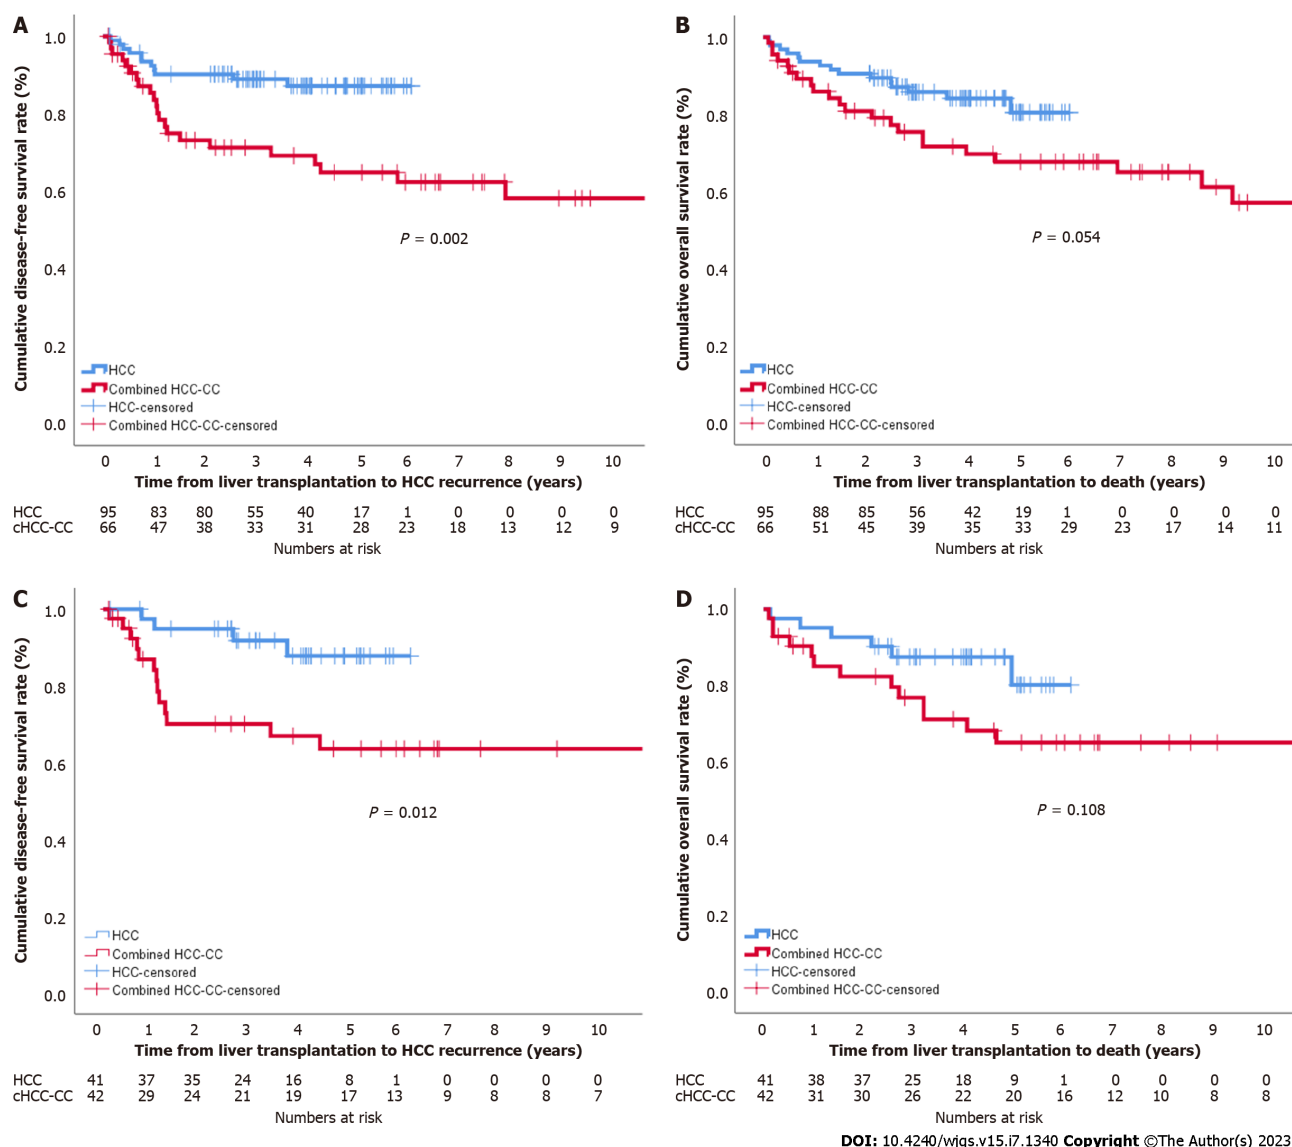 A
Cumulative disease-free survival rate (%)
1.0
0.8
0.6
0.4
0.2
0.0
P = 0.002
HCC
Combined HCC-CC
HCC-censored
Combined HCC-CC-censored
0 1 2 3 4 5 6 7 8 9 10
Time from liver transplantation to HCC recurrence (years)
HCC 95 83 80 55 40 17 1 0 0 0 0
cHCC-CC 66 47 38 33 31 28 23 18 13 12 9
Numbers at risk
B
Cumulative overall survival rate (%)
1.0
0.8
0.6
0.4
0.2
0.0
P = 0.054
HCC
Combined HCC-CC
HCC-censored
Combined HCC-CC-censored
0 1 2 3 4 5 6 7 8 9 10
Time from liver transplantation to death (years)
HCC 95 88 85 56 42 19 1 0 0 0 0
cHCC-CC 66 51 45 39 35 33 29 23 17 14 11
Numbers at risk
C
Cumulative disease-free survival rate (%)
1.0
0.8
0.6
0.4
0.2
0.0
P = 0.012
HCC
Combined HCC-CC
HCC-censored
Combined HCC-CC-censored
0 1 2 3 4 5 6 7 8 9 10
Time from liver transplantation to HCC recurrence (years)
HCC 41 37 35 24 16 8 1 0 0 0 0
cHCC-CC 42 29 24 21 19 17 13 9 8 8 7
Numbers at risk
D
Cumulative overall survival rate (%)
1.0
0.8
0.6
0.4
0.2
0.0
P = 0.108
HCC
Combined HCC-CC
HCC-censored
Combined HCC-CC-censored
0 1 2 3 4 5 6 7 8 9 10
Time from liver transplantation to death (years)
HCC 41 38 37 25 18 9 1 0 0 0 0
cHCC-CC 42 31 30 26 22 20 16 12 10 8 8
Numbers at risk
DOI: 10.4240/wjgs.v15.i7.1340 Copyright ©The Author(s) 2023